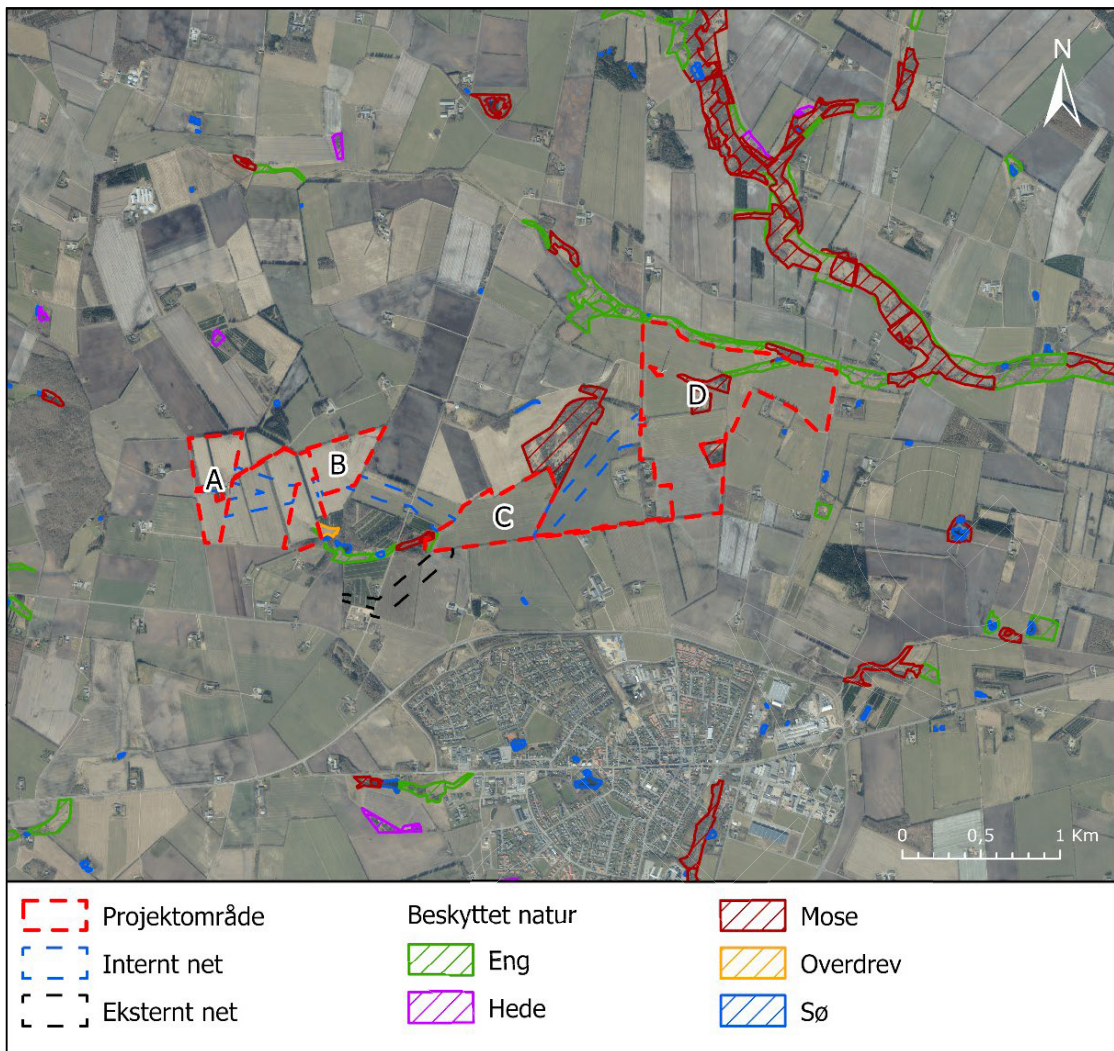 N
A
B
C
D
0 0,5 1 Km
Projektområde
Internt net
Eksternt net
Beskyttet natur
Eng
Hede
Mose
Overdrev
Sø